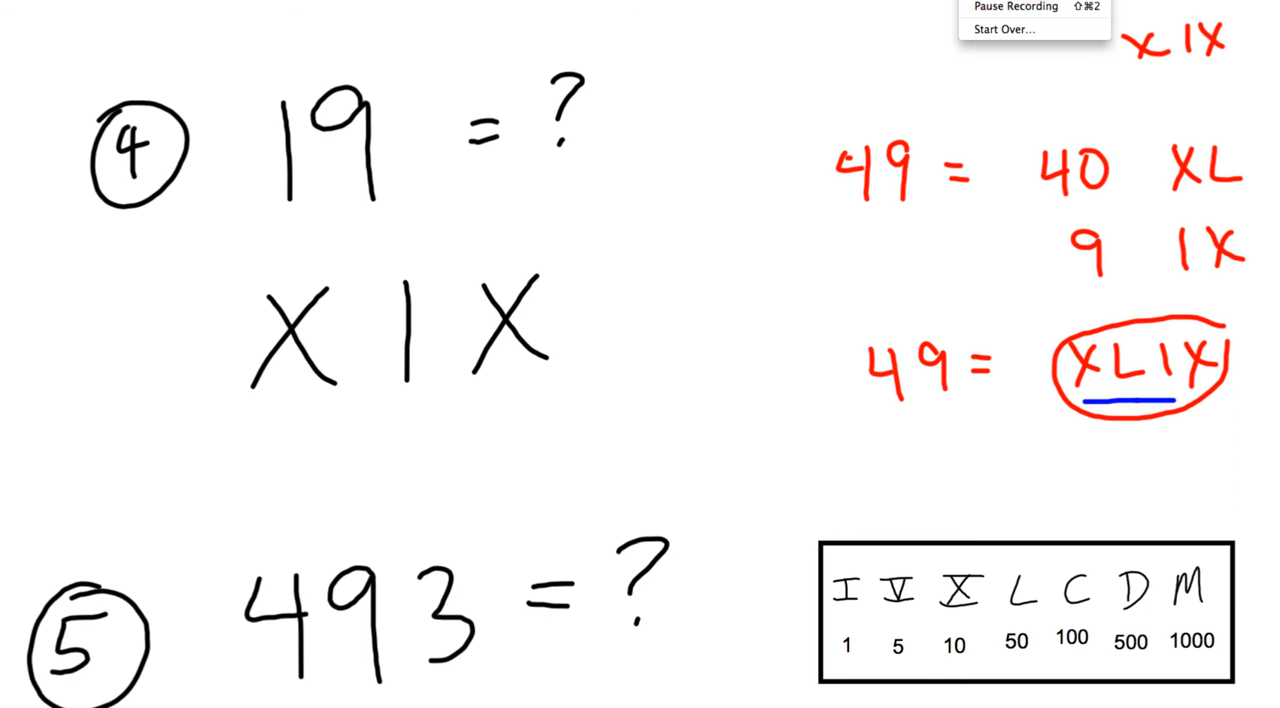 Pause Recording ⇧⌘2
Start Over...
X I X
④ 19 = ?
49 = 40 XL
9 IX
X I X
49 = XLIX
⑤ 493 = ?
I V X L C D M
1 5 10 50 100 500 1000